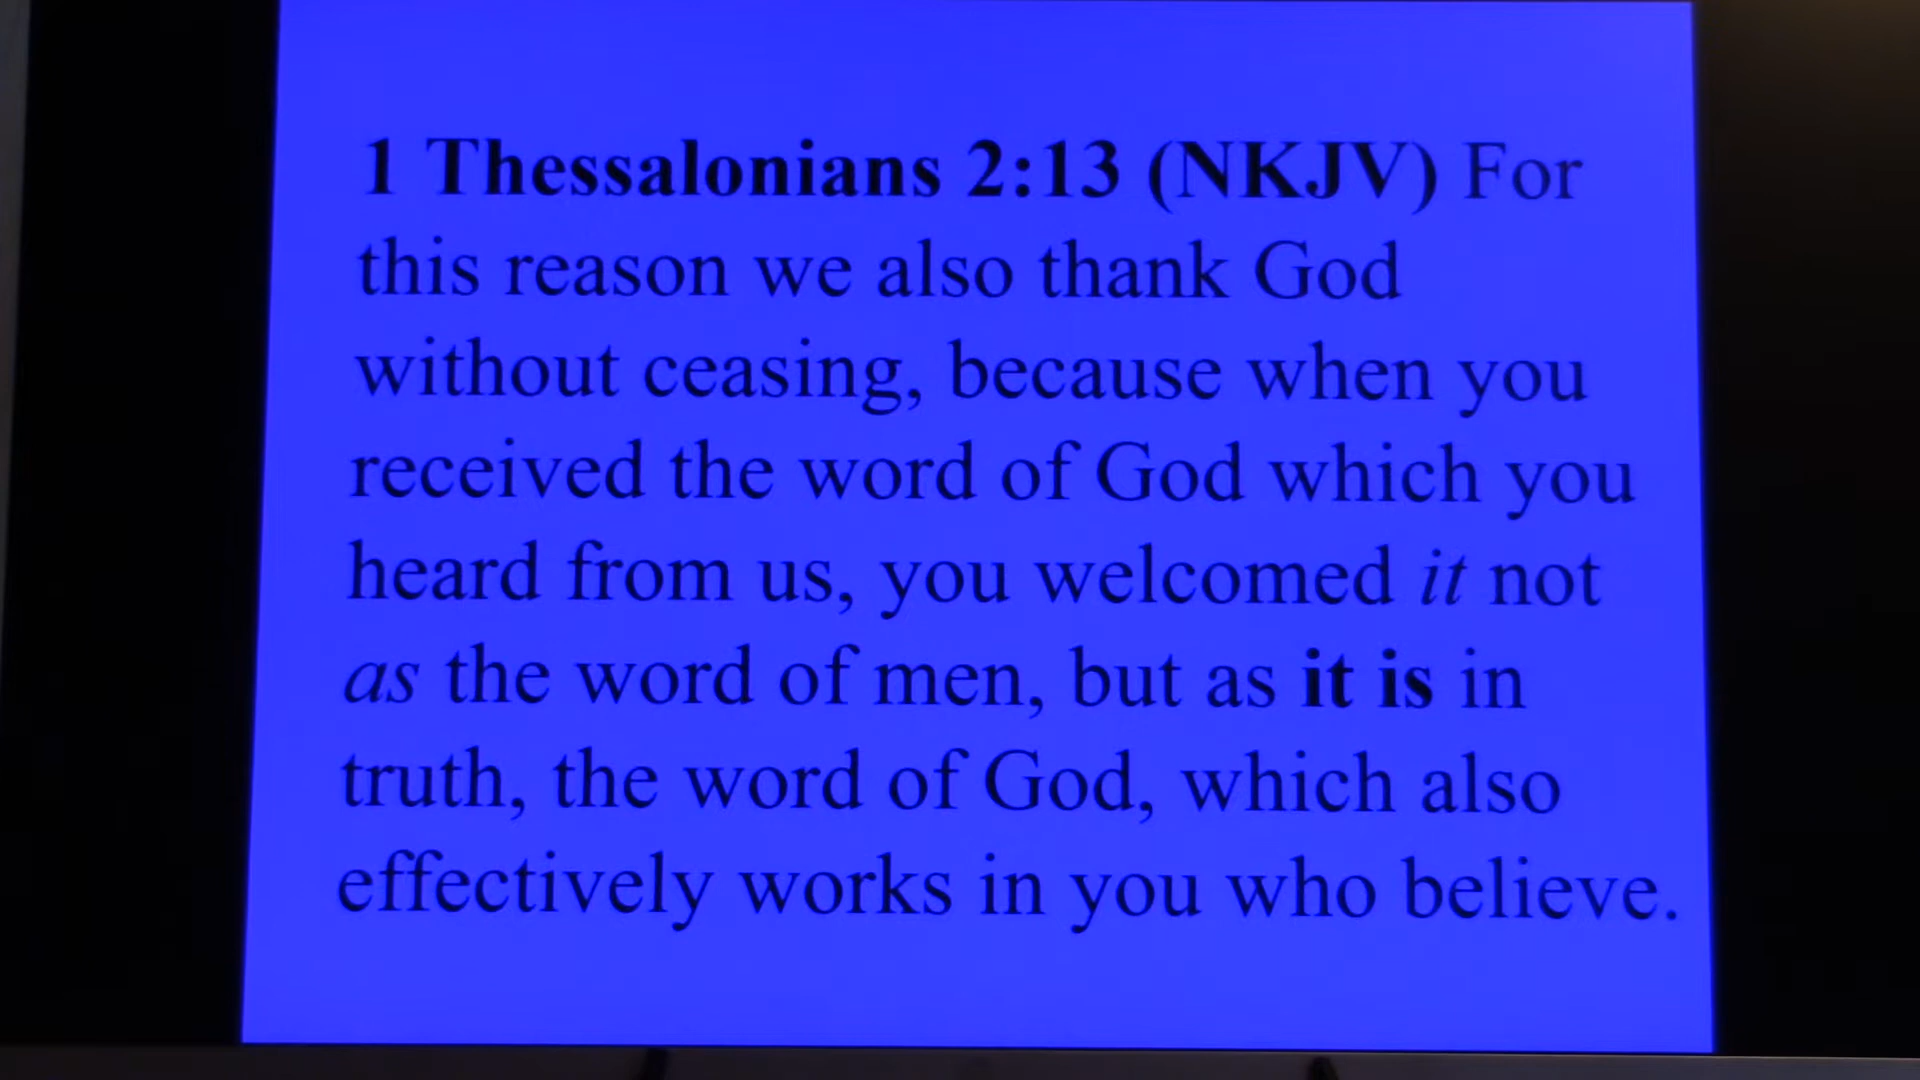 1 Thessalonians 2:13 (NKJV) For
this reason we also thank God
without ceasing, because when you
received the word of God which you
heard from us, you welcomed it not
as the word of men, but as it is in
truth, the word of God, which also
effectively works in you who believe.